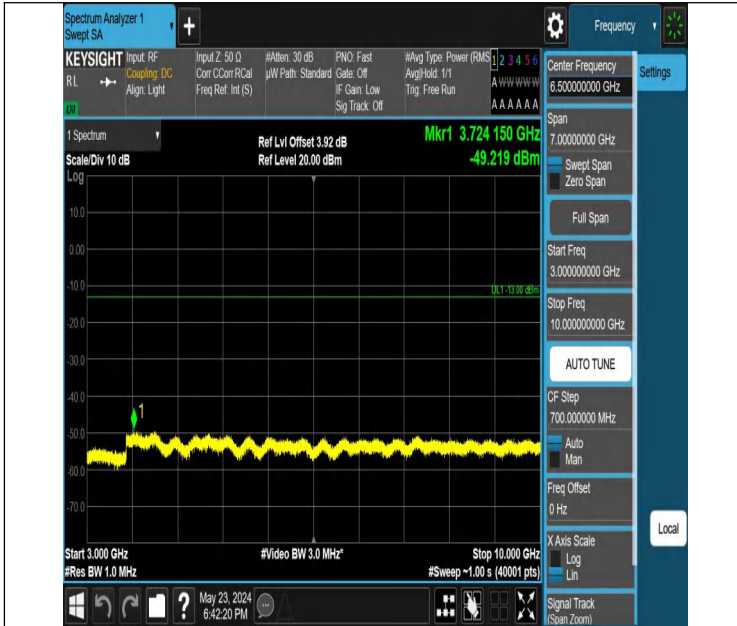 Spectrum Analyzer 1
Swept SA
+
Frequency
KEYSIGHT
RL
Input: RF
Coupling: DC
Align: Light
Input Z: 50 Ω
Corr CCorr RCal
Freq Ref: Int (S)
#Atten: 30 dB
µW Path: Standard
PNO: Fast
Gate: Off
IF Gain: Low
Sig Track: Off
#Avg Type: Power (RMS
Avg|Hold: 1/1
Trig: Free Run
1 2 3 4 5 6
A W W W W W
A A A A A A
1 Spectrum
Scale/Div 10 dB
Ref Lvl Offset 3.92 dB
Ref Level 20.00 dBm
Mkr1 3.724 150 GHz
-49.219 dBm
Log
10.0
0.00
-10.0
DL1 -13.00 dBm
-20.0
-30.0
-40.0
1
-50.0
-60.0
-70.0
Start 3.000 GHz
#Res BW 1.0 MHz
#Video BW 3.0 MHz*
Stop 10.000 GHz
#Sweep ~1.00 s (40001 pts)
?
May 23, 2024
6:42:20 PM
Center Frequency
6.500000000 GHz
Settings
Span
7.00000000 GHz
Swept Span
Zero Span
Full Span
Start Freq
3.000000000 GHz
Stop Freq
10.000000000 GHz
AUTO TUNE
CF Step
700.000000 MHz
Auto
Man
Freq Offset
0 Hz
X Axis Scale
Log
Lin
Local
Signal Track
(Span Zoom)